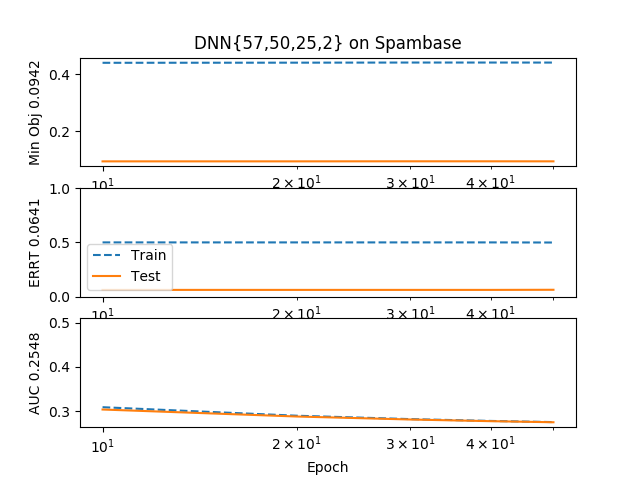 DNN{57,50,25,2} on Spambase
Min Obj 0.0942
0.4
0.2
10¹
2 × 10¹
3 × 10¹
4 × 10¹
ERRT 0.0641
1.0
0.5
0.0
Train
Test
10¹
2 × 10¹
3 × 10¹
4 × 10¹
AUC 0.2548
0.5
0.4
0.3
10¹
2 × 10¹
3 × 10¹
4 × 10¹
Epoch